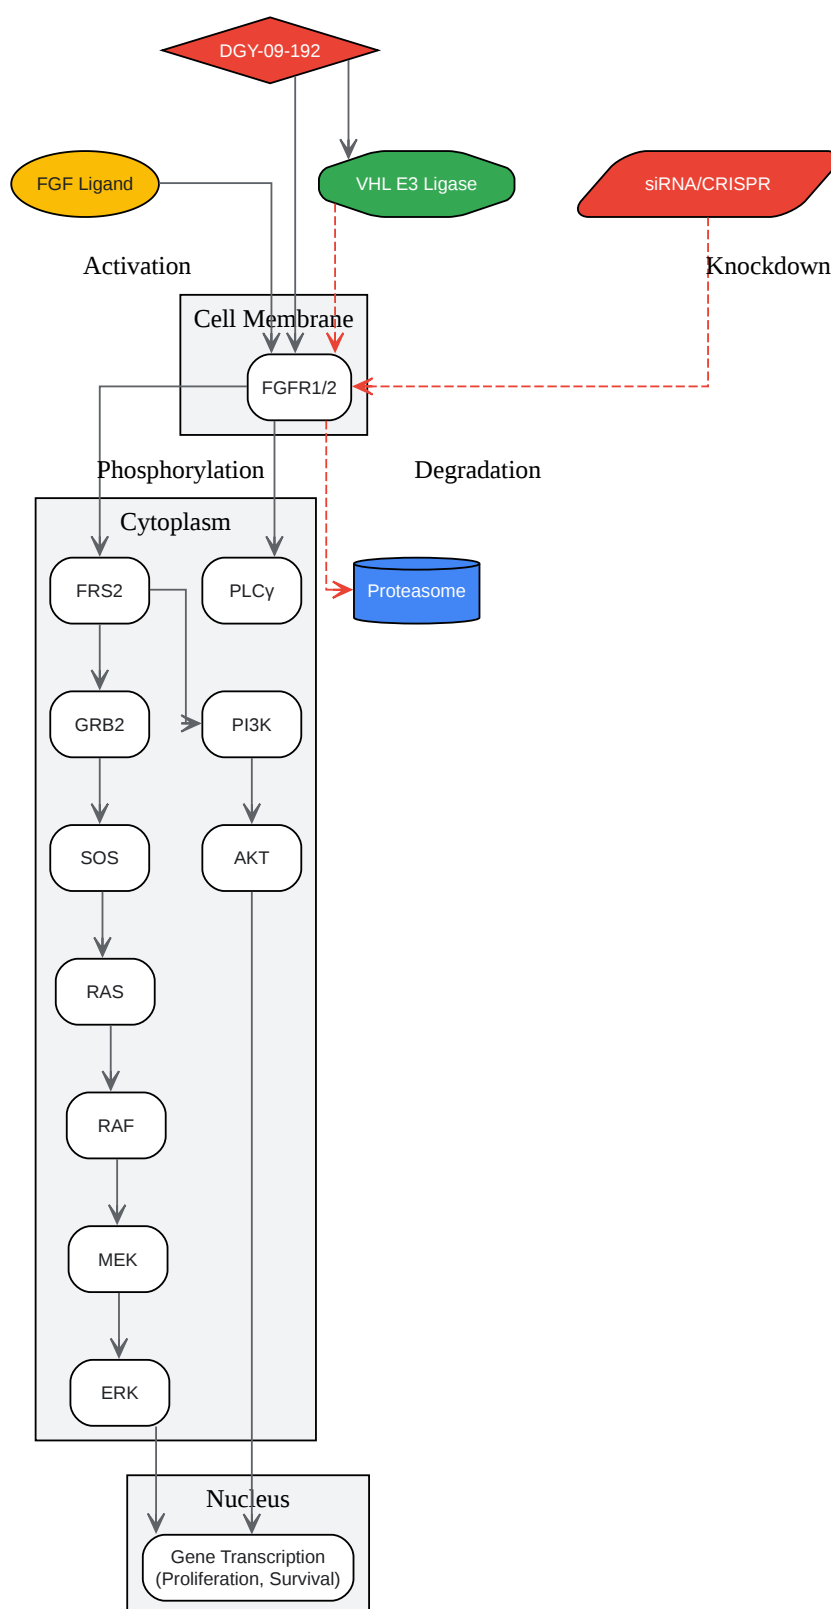 DGY-09-192
FGF Ligand
VHL E3 Ligase
siRNA/CRISPR
Activation
Knockdown
Cell Membrane
FGFR1/2
Phosphorylation
Degradation
Cytoplasm
FRS2
PLCγ
Proteasome
GRB2
PI3K
SOS
AKT
RAS
RAF
MEK
ERK
Nucleus
Gene Transcription
(Proliferation, Survival)